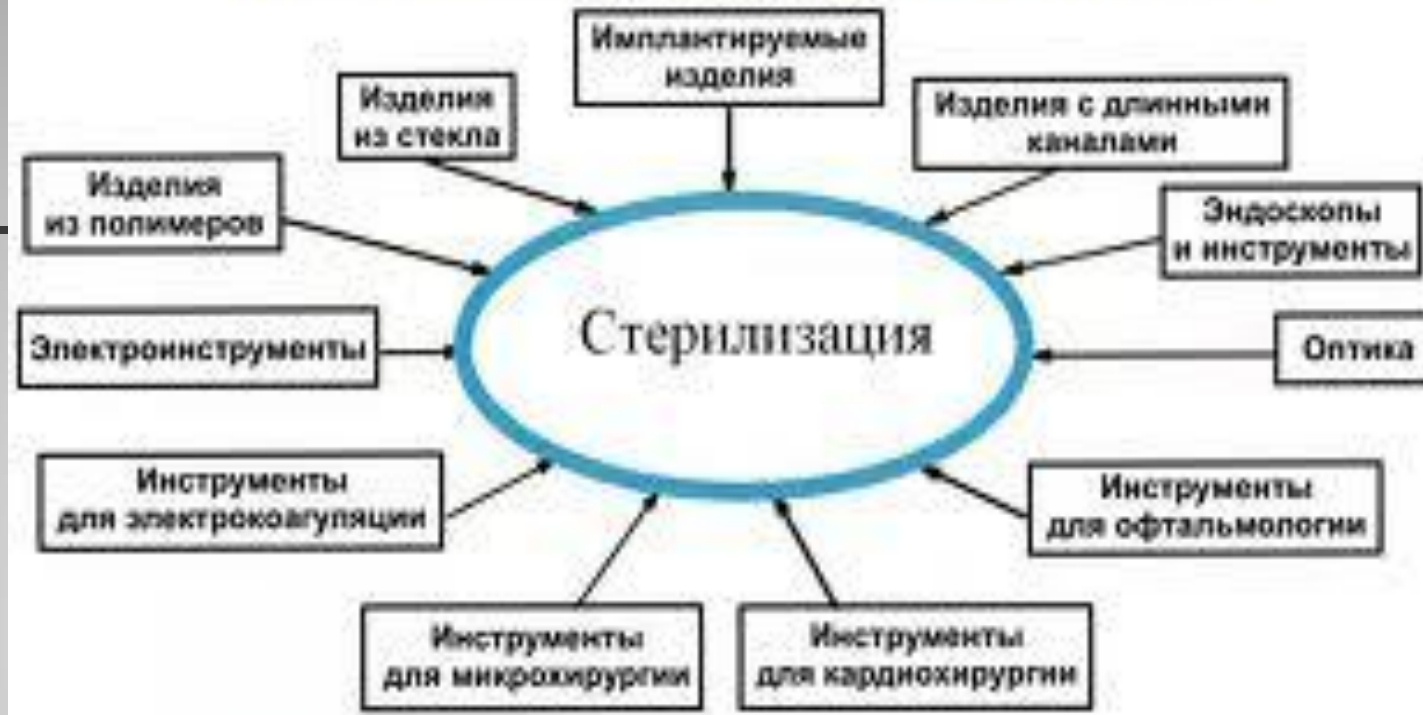 Имплантируемые
изделия
Изделия
из стекла
Изделия с длинными
каналами
Изделия
из полимеров
Эндоскопы
и инструменты
Стерилизация
Электроинструменты
Оптика
Инструменты
для электрокоагуляции
Инструменты
для офтальмологии
Инструменты
для микрохирургии
Инструменты
для кардиохирургии